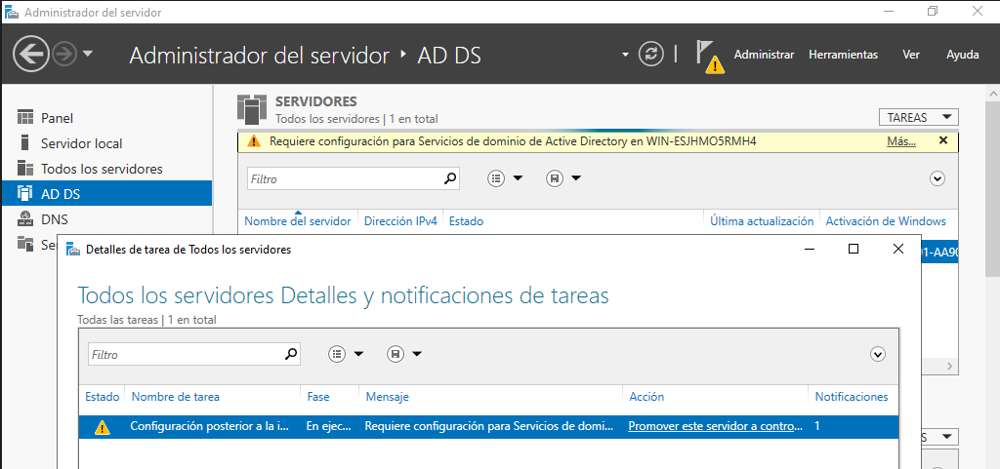 Administrador del servidor
Administrador del servidor ‣ AD DS
Administrar Herramientas Ver Ayuda
Panel
Servidor local
Todos los servidores
AD DS
DNS
Se
SERVIDORES
Todos los servidores | 1 en total
TAREAS
Requiere configuración para Servicios de dominio de Active Directory en WIN-ESJHMO5RMH4
Más...
Filtro
Nombre del servidor Dirección IPv4 Estado Última actualización Activación de Windows
01-AA90
Detalles de tarea de Todos los servidores
Todos los servidores Detalles y notificaciones de tareas
Todas las tareas | 1 en total
Filtro
Estado Nombre de tarea Fase Mensaje Acción Notificaciones
Configuración posterior a la i... En ejec... Requiere configuración para Servicios de domi... Promover este servidor a contro... 1
S